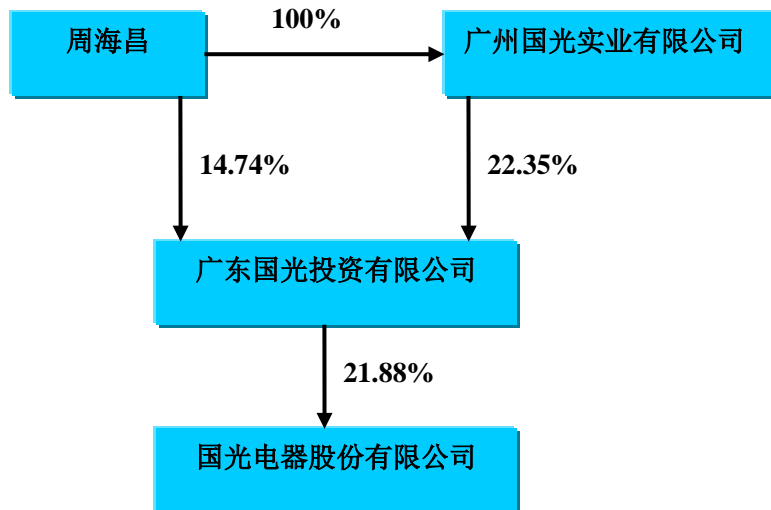 周海昌
100%
广州国光实业有限公司
14.74%
22.35%
广东国光投资有限公司
21.88%
国光电器股份有限公司